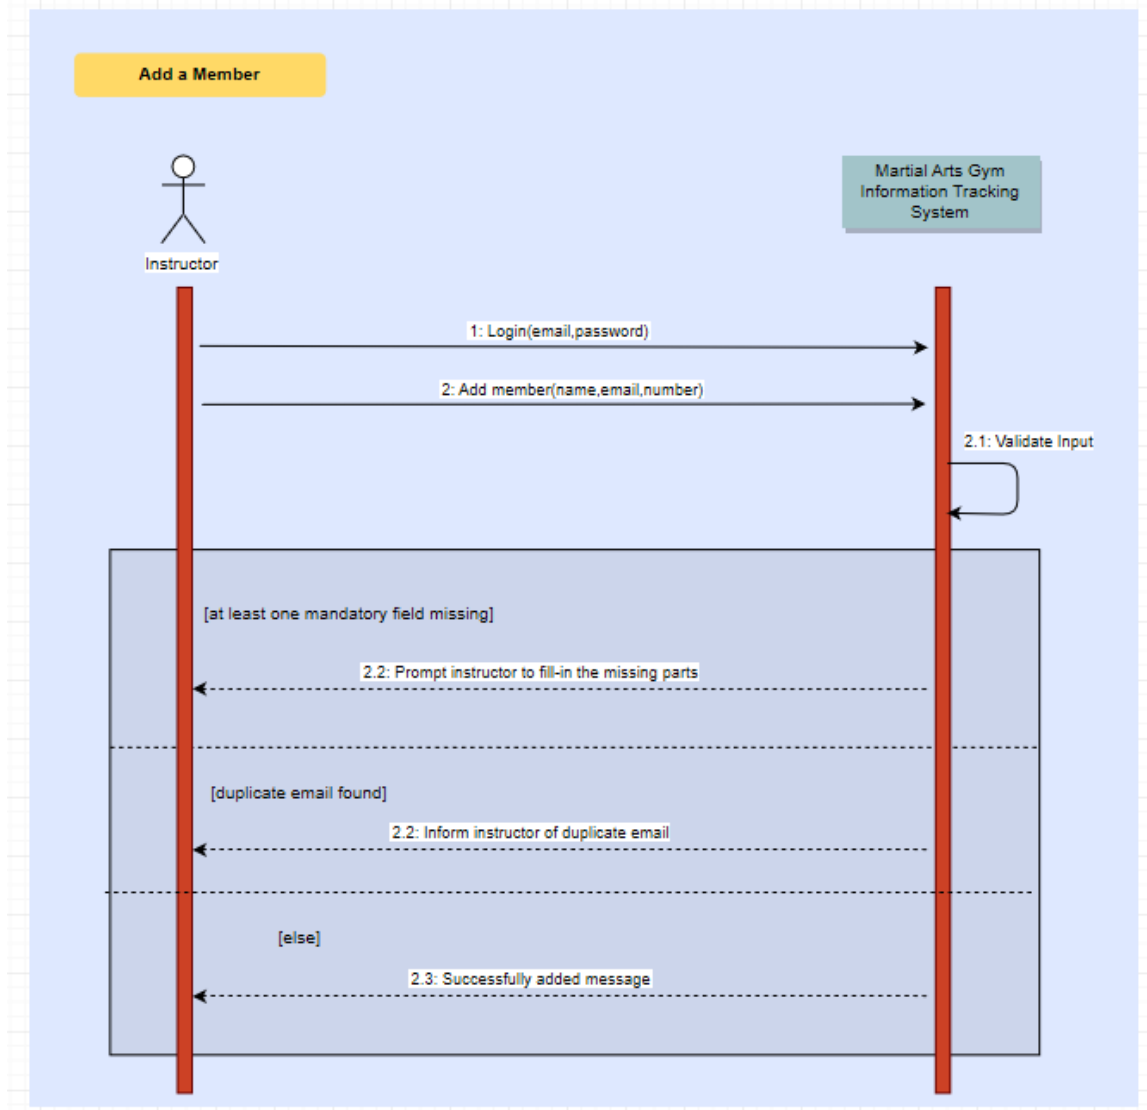 Add a Member
Martial Arts Gym
Information Tracking
System
Instructor
1: Login(email,password)
2: Add member(name,email,number)
2.1: Validate Input
[at least one mandatory field missing]
2.2: Prompt instructor to fill-in the missing parts
[duplicate email found]
2.2: Inform instructor of duplicate email
[else]
2.3: Successfully added message